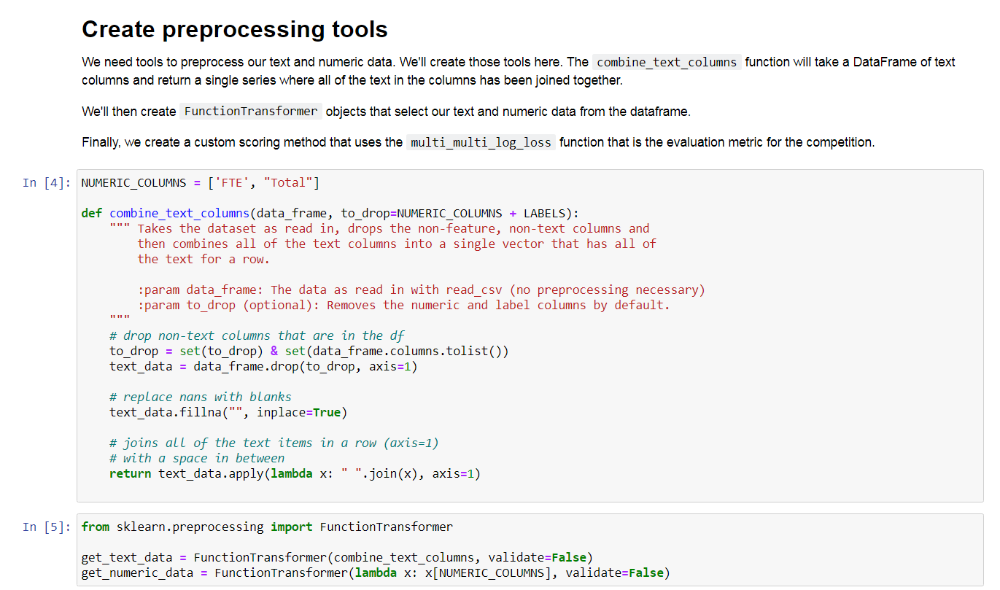 Create preprocessing tools
We need tools to preprocess our text and numeric data. We'll create those tools here. The combine_text_columns function will take a DataFrame of text
columns and return a single series where all of the text in the columns has been joined together.
We'll then create FunctionTransformer objects that select our text and numeric data from the dataframe.
Finally, we create a custom scoring method that uses the multi_multi_log_loss function that is the evaluation metric for the competition.
In [4]: NUMERIC_COLUMNS = ['FTE', "Total"]
def combine_text_columns(data_frame, to_drop=NUMERIC_COLUMNS + LABELS):
    """ Takes the dataset as read in, drops the non-feature, non-text columns and
        then combines all of the text columns into a single vector that has all of
        the text for a row.
        :param data_frame: The data as read in with read_csv (no preprocessing necessary)
        :param to_drop (optional): Removes the numeric and label columns by default.
    """
    # drop non-text columns that are in the df
    to_drop = set(to_drop) & set(data_frame.columns.tolist())
    text_data = data_frame.drop(to_drop, axis=1)
    # replace nans with blanks
    text_data.fillna("", inplace=True)
    # joins all of the text items in a row (axis=1)
    # with a space in between
    return text_data.apply(lambda x: " ".join(x), axis=1)
In [5]: from sklearn.preprocessing import FunctionTransformer
get_text_data = FunctionTransformer(combine_text_columns, validate=False)
get_numeric_data = FunctionTransformer(lambda x: x[NUMERIC_COLUMNS], validate=False)